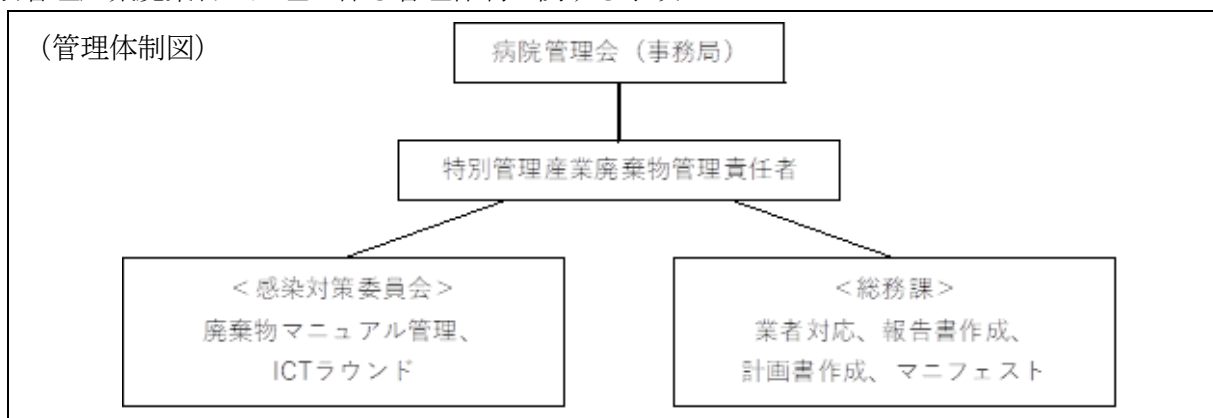 (管理体制図)
病院管理会(事務局)
特別管理産業廃棄物管理責任者
<感染対策委員会>
廃棄物マニュアル管理、
ICTラウンド
<総務課>
業者対応、報告書作成、
計画書作成、マニフェスト